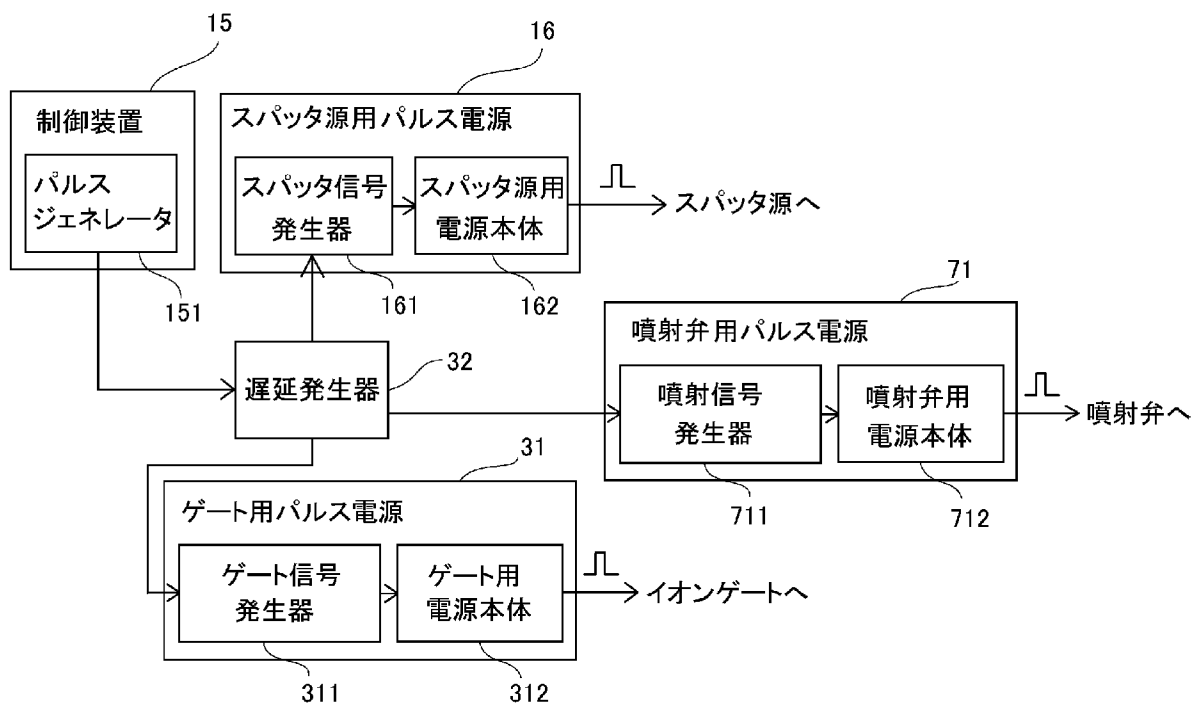 15
制御装置
パルス
ジェネレータ
151
16
スパッタ源用パルス電源
スパッタ信号
発生器
161
スパッタ源用
電源本体
162
スパッタ源へ
遅延発生器
32
71
噴射弁用パルス電源
噴射信号
発生器
711
噴射弁用
電源本体
712
噴射弁へ
31
ゲート用パルス電源
ゲート信号
発生器
311
ゲート用
電源本体
312
イオンゲートへ